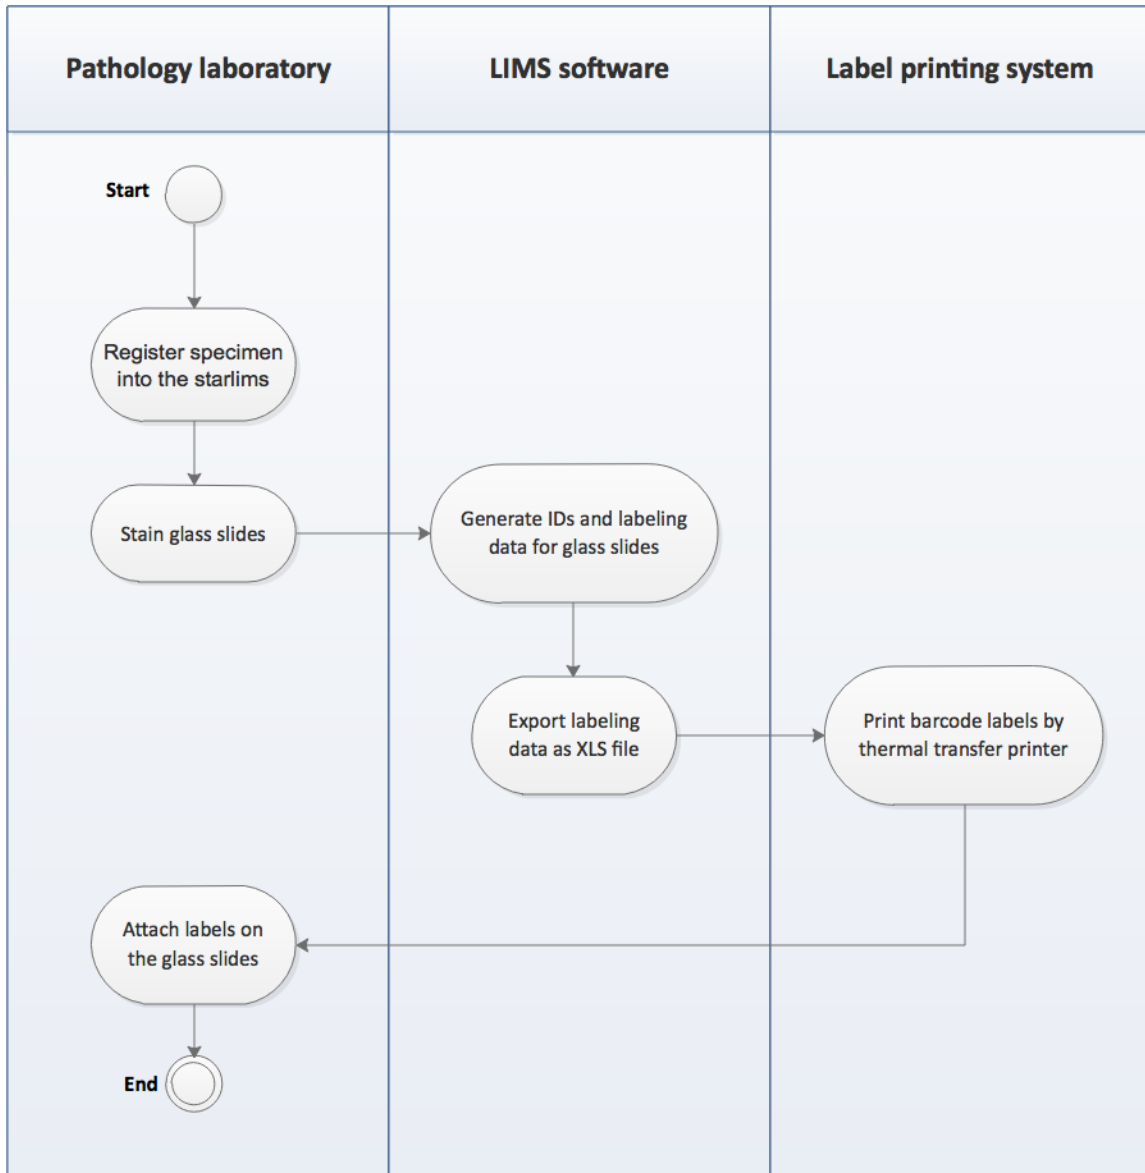 Pathology laboratory
LIMS software
Label printing system
Start
Register specimen
into the starlims
Stain glass slides
Generate IDs and labeling
data for glass slides
Export labeling
data as XLS file
Print barcode labels by
thermal transfer printer
Attach labels on
the glass slides
End